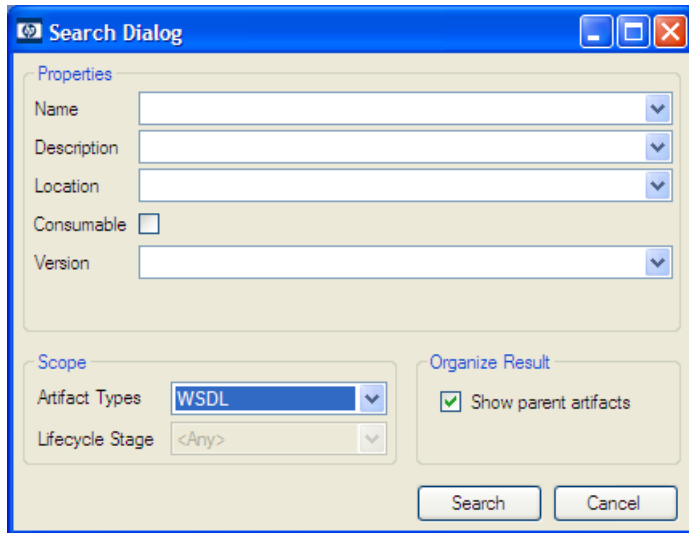 hp Search Dialog
Properties
Name
Description
Location
Consumable
Version
Scope
Artifact Types WSDL
Lifecycle Stage <Any>
Organize Result
Show parent artifacts
Search Cancel